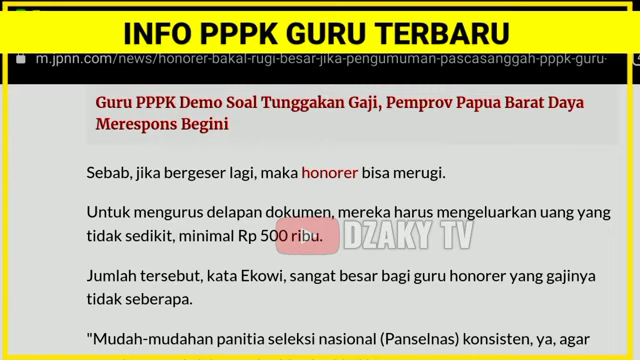 INFO PPPK GURU TERBARU
m.jpnn.com/news/honorer-bakal-rugi-besar-jika-pengumuman-pascasanggah-pppk-guru-
Guru PPPK Demo Soal Tunggakan Gaji, Pemprov Papua Barat Daya
Merespons Begini
Sebab, jika bergeser lagi, maka honorer bisa merugi.
Untuk mengurus delapan dokumen, mereka harus mengeluarkan uang yang
tidak sedikit, minimal Rp 500 ribu.
DZAKY TV
Jumlah tersebut, kata Ekowi, sangat besar bagi guru honorer yang gajinya
tidak seberapa.
"Mudah-mudahan panitia seleksi nasional (Panselnas) konsisten, ya, agar